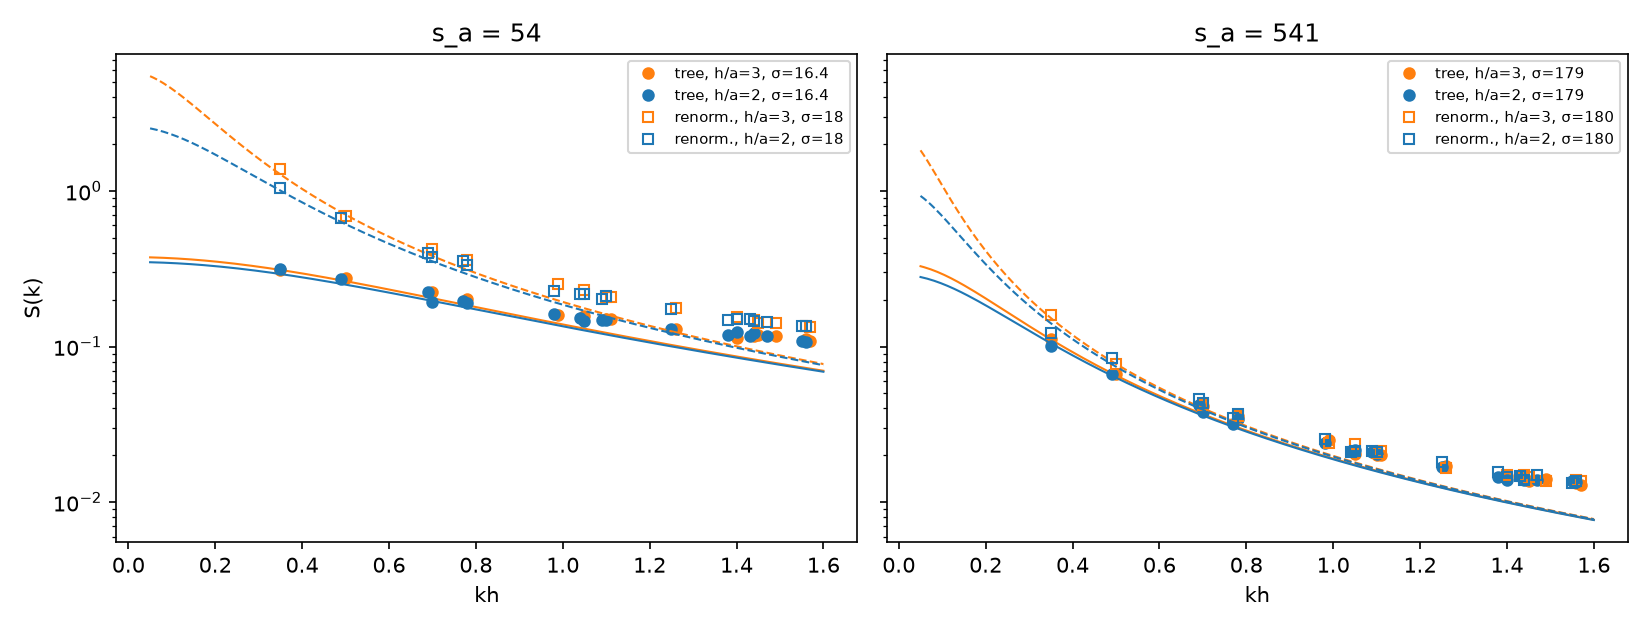 s_a = 54
s_a = 541
tree, h/a=3, σ=16.4
tree, h/a=2, σ=16.4
renorm., h/a=3, σ=18
renorm., h/a=2, σ=18
tree, h/a=3, σ=179
tree, h/a=2, σ=179
renorm., h/a=3, σ=180
renorm., h/a=2, σ=180
S(k)
10⁰
10⁻¹
10⁻²
0.0 0.2 0.4 0.6 0.8 1.0 1.2 1.4 1.6
0.0 0.2 0.4 0.6 0.8 1.0 1.2 1.4 1.6
kh
kh